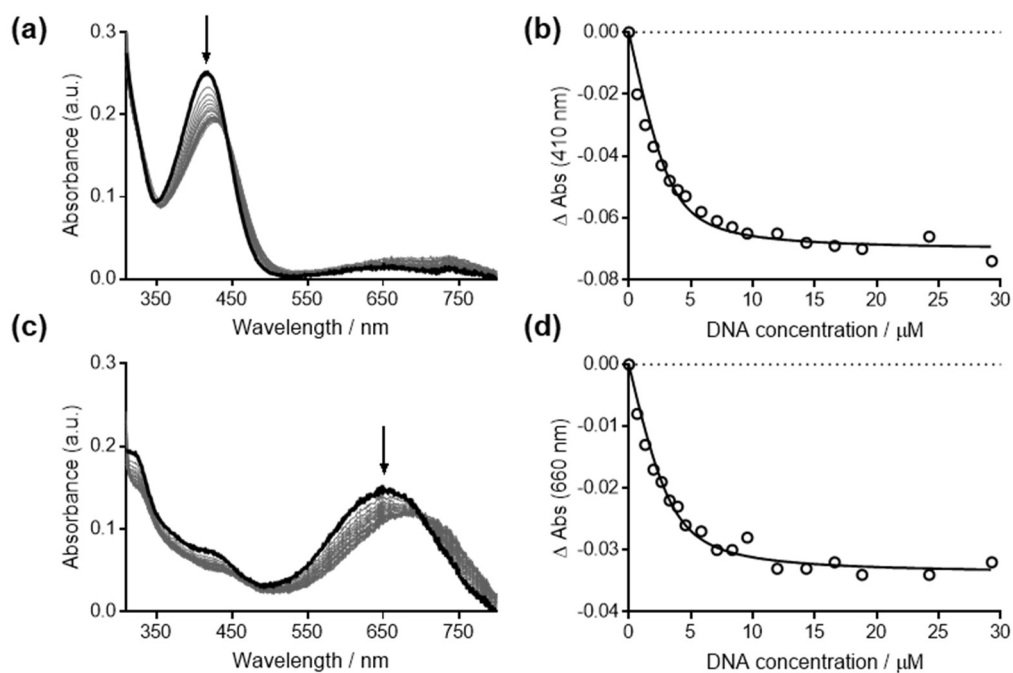 (a)
0.3
0.2
0.1
0.0
Absorbance (a.u.)
350 450 550 650 750
Wavelength / nm
(b)
0.00
-0.02
-0.04
-0.06
-0.08
Δ Abs (410 nm)
0 5 10 15 20 25 30
DNA concentration / μM
(c)
0.3
0.2
0.1
0.0
Absorbance (a.u.)
350 450 550 650 750
Wavelength / nm
(d)
0.00
-0.01
-0.02
-0.03
-0.04
Δ Abs (660 nm)
0 5 10 15 20 25 30
DNA concentration / μM